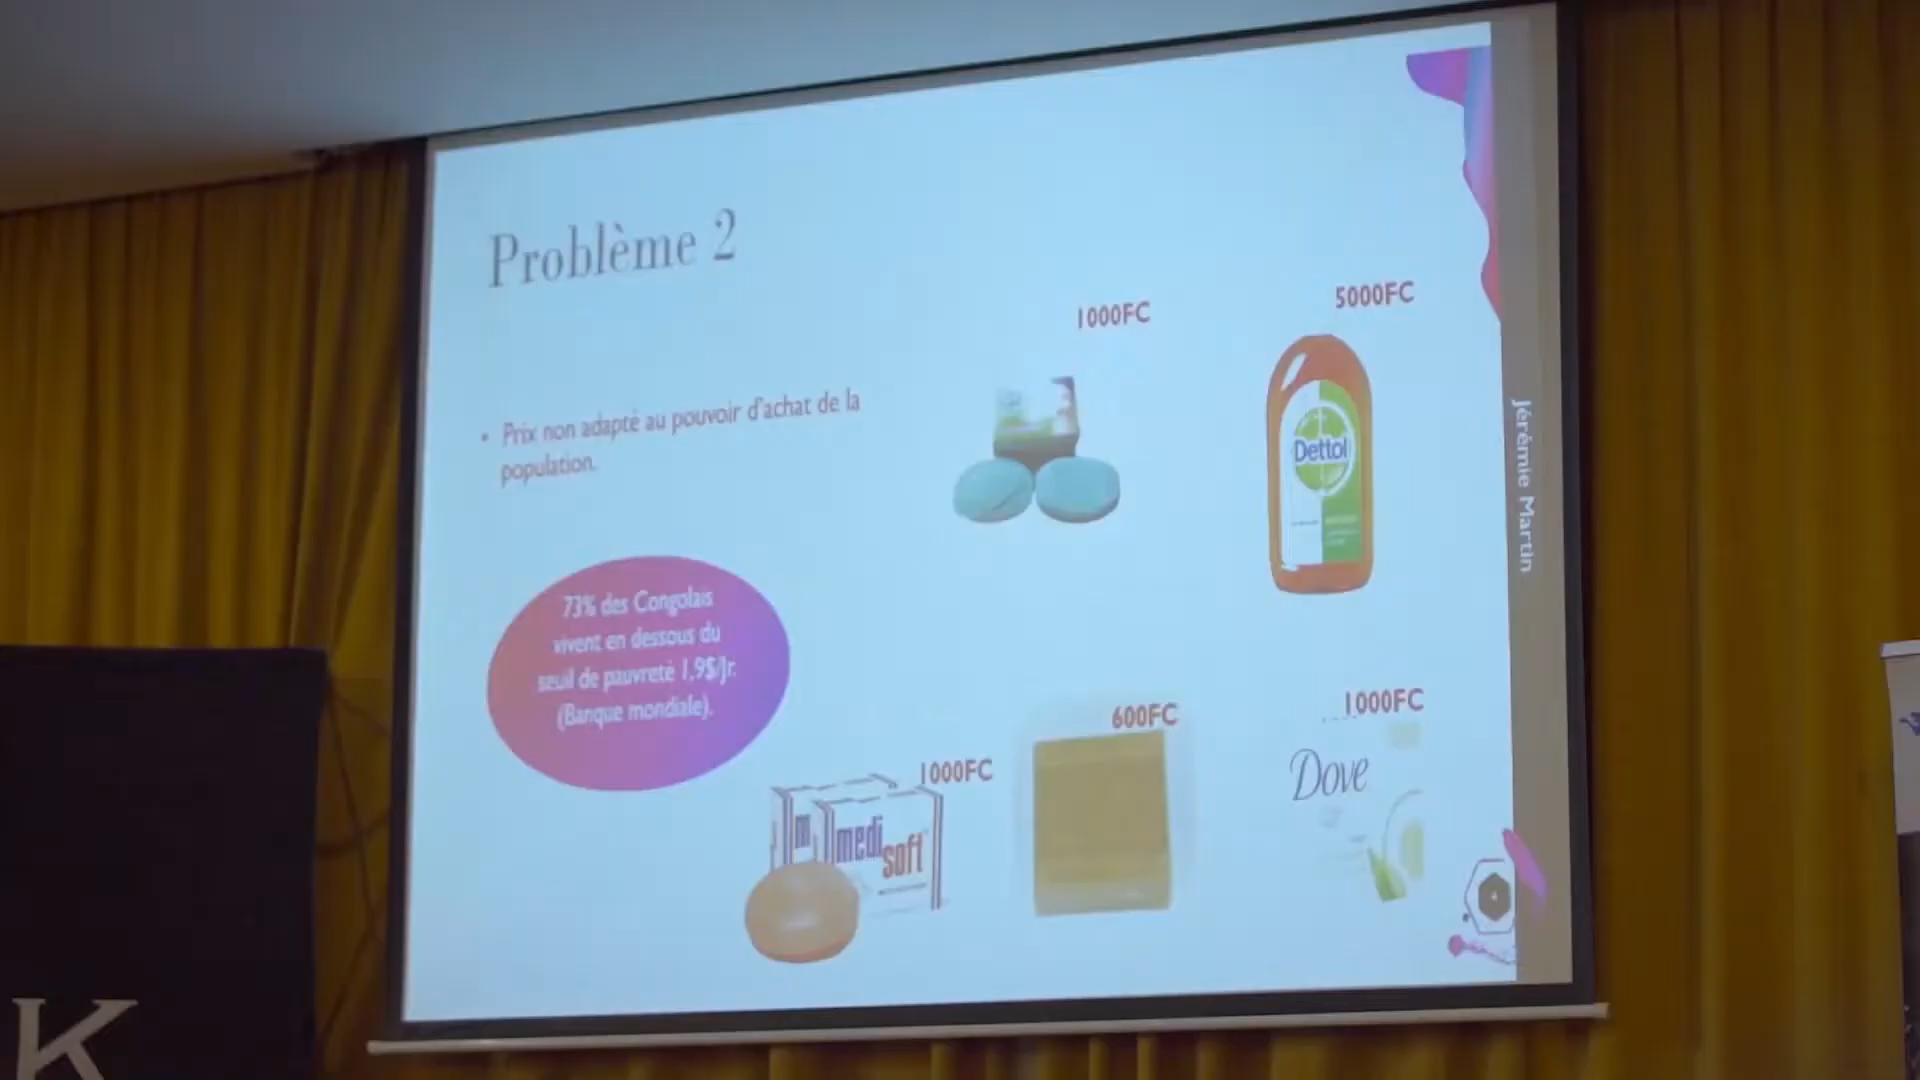 Problème 2
1000FC
5000FC
• Prix non adapté au pouvoir d'achat de la
population.
Dettol
Jérémie Martin
73% des Congolais
vivent en dessous du
seuil de pauvreté 1,9$/Jr.
(Banque mondiale).
1000FC
600FC
1000FC
m
medi
soft
Dove
K